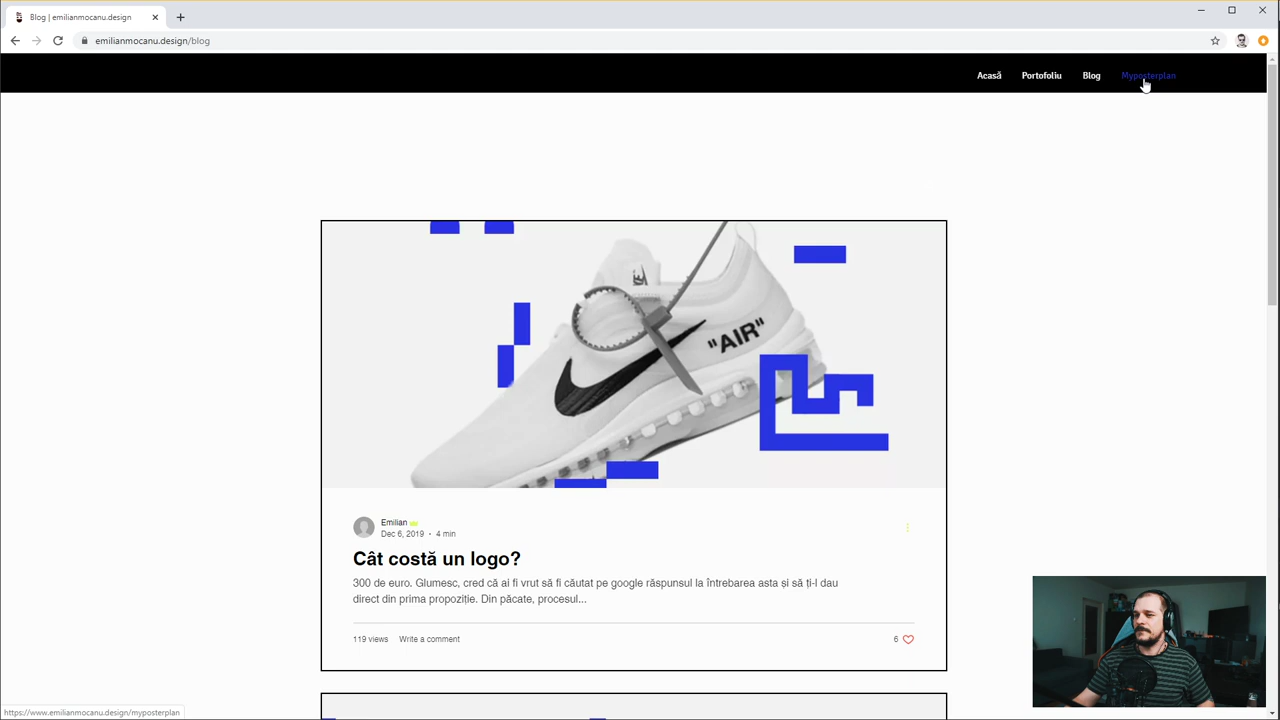 Blog | emilianmocanu.design
emilianmocanu.design/blog
Acasă Portofoliu Blog Myposterplan
"AIR"
Emilian
Dec 6, 2019 · 4 min
Cât costă un logo?
300 de euro. Glumesc, cred că ai fi vrut să fi căutat pe google răspunsul la întrebarea asta și să ți-l dau
direct din prima propoziție. Din păcate, procesul...
119 views Write a comment 6
https://www.emilianmocanu.design/myposterplan